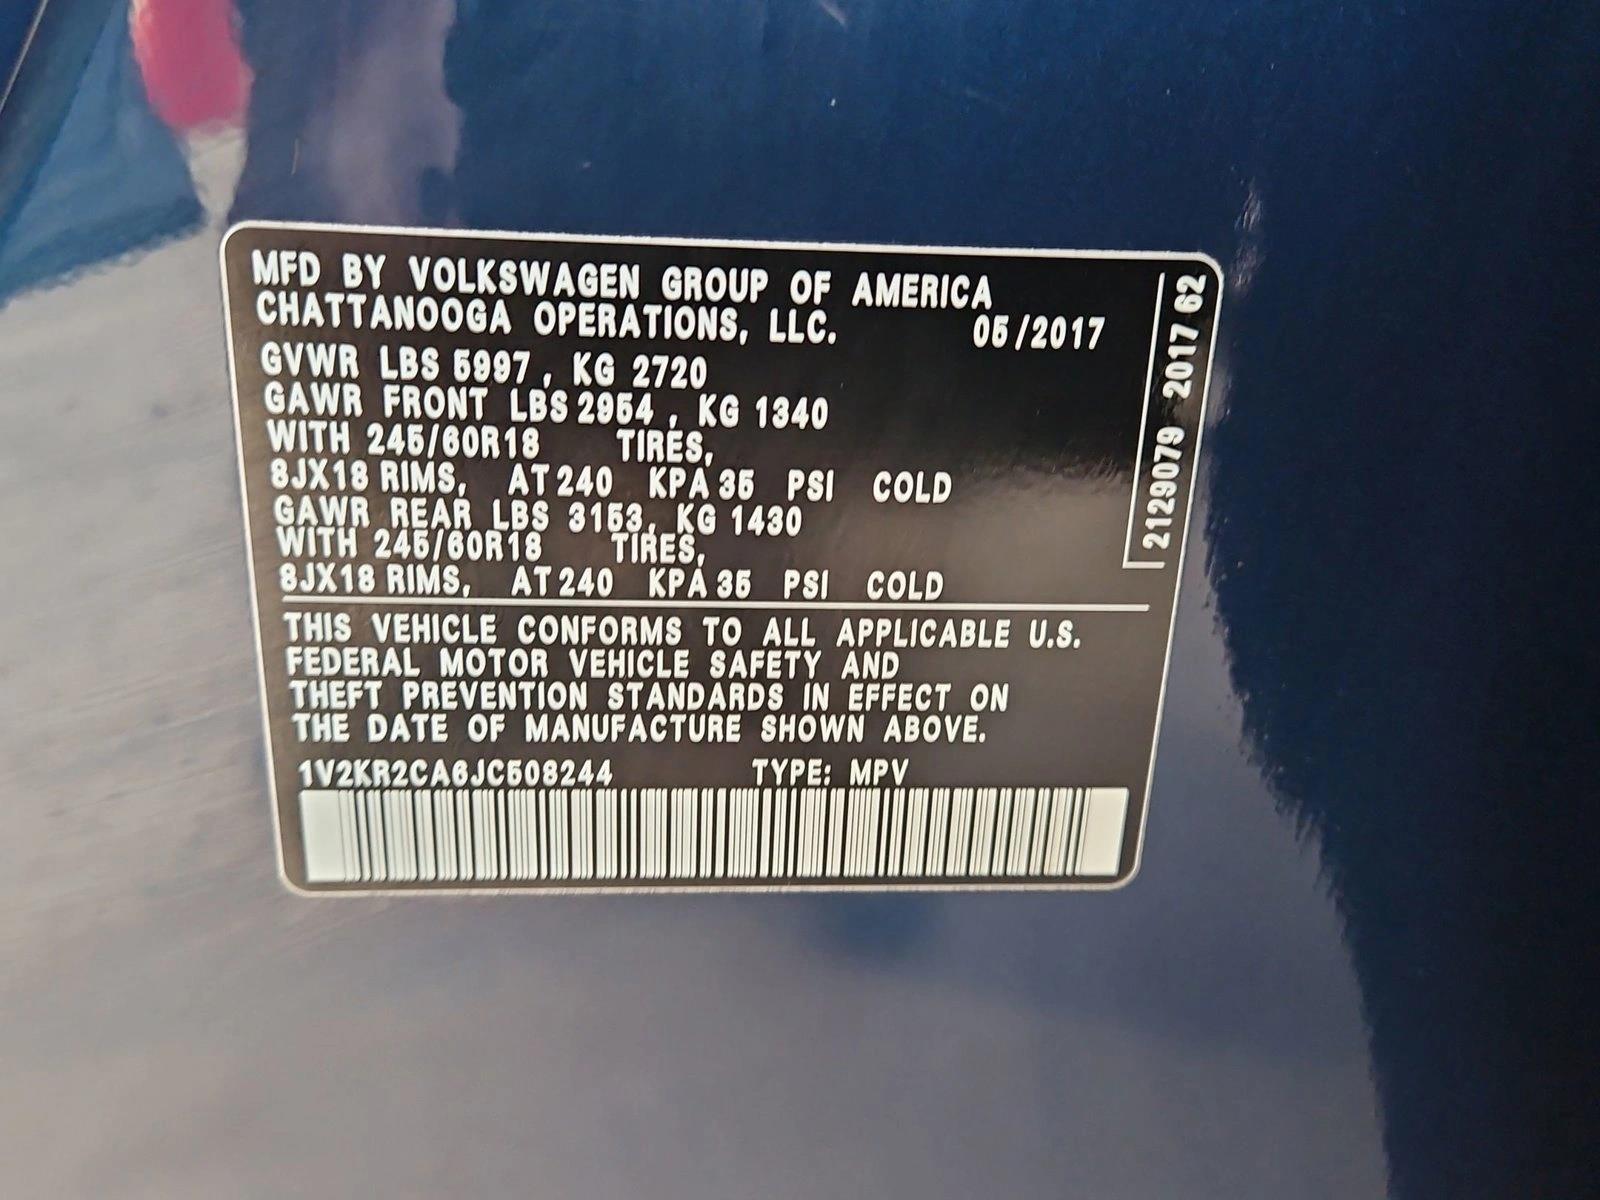 MFD BY VOLKSWAGEN GROUP OF AMERICA
CHATTANOOGA OPERATIONS, LLC. 05/2017
GVWR LBS 5997 , KG 2720
GAWR FRONT LBS 2954 , KG 1340
WITH 245/60R18 TIRES,
8JX18 RIMS, AT 240 KPA 35 PSI COLD
GAWR REAR LBS 3153, KG 1430
WITH 245/60R18 TIRES,
8JX18 RIMS, AT 240 KPA 35 PSI COLD
THIS VEHICLE CONFORMS TO ALL APPLICABLE U.S.
FEDERAL MOTOR VEHICLE SAFETY AND
THEFT PREVENTION STANDARDS IN EFFECT ON
THE DATE OF MANUFACTURE SHOWN ABOVE.
1V2KR2CA6JC508244 TYPE: MPV
2129079 2017 62